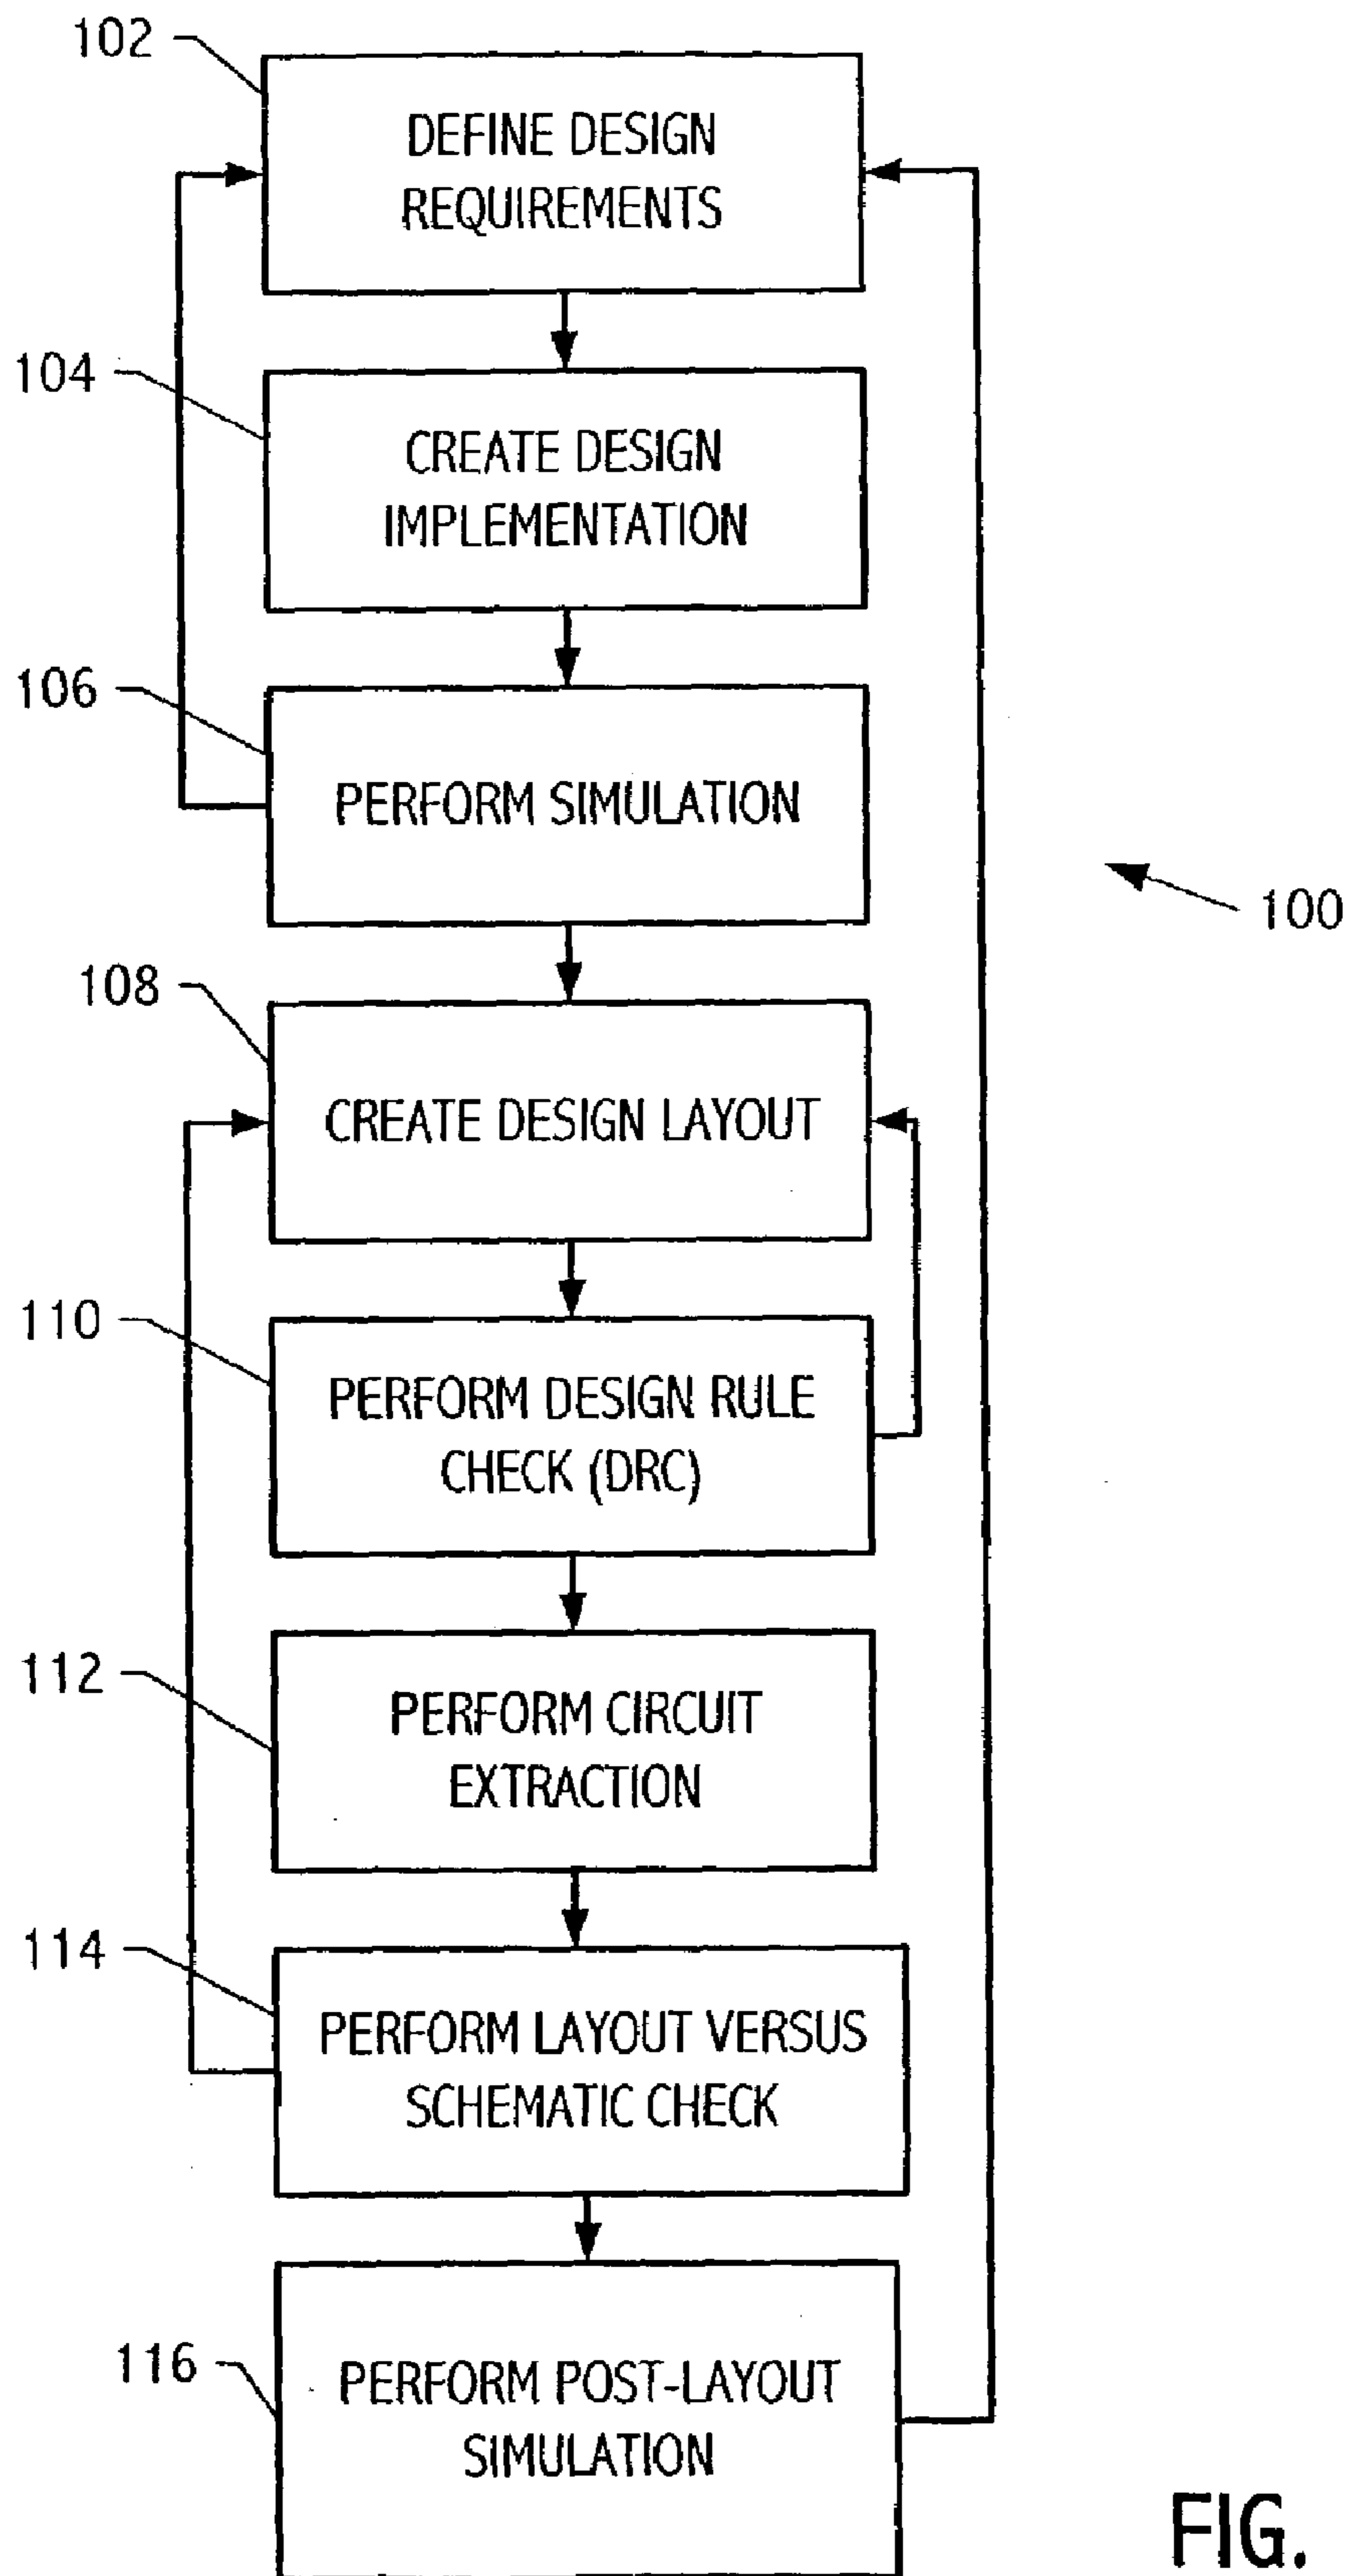 102
DEFINE DESIGN
REQUIREMENTS
104
CREATE DESIGN
IMPLEMENTATION
106
PERFORM SIMULATION
100
108
CREATE DESIGN LAYOUT
110
PERFORM DESIGN RULE
CHECK (DRC)
112
PERFORM CIRCUIT
EXTRACTION
114
PERFORM LAYOUT VERSUS
SCHEMATIC CHECK
116
PERFORM POST-LAYOUT
SIMULATION
FIG.